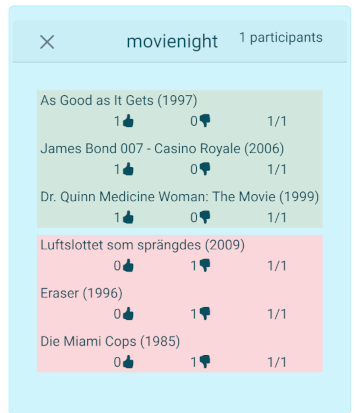 movienight 1 participants
As Good as It Gets (1997)
1 0 1/1
James Bond 007 - Casino Royale (2006)
1 0 1/1
Dr. Quinn Medicine Woman: The Movie (1999)
1 0 1/1
Luftslottet som sprängdes (2009)
0 1 1/1
Eraser (1996)
0 1 1/1
Die Miami Cops (1985)
0 1 1/1